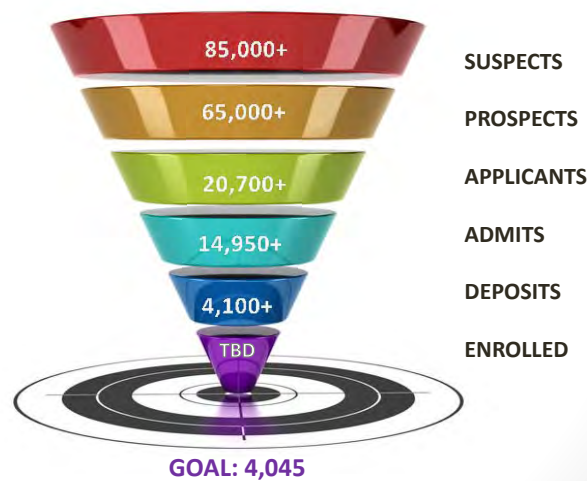 85,000+
SUSPECTS
65,000+
PROSPECTS
20,700+
APPLICANTS
14,950+
ADMITS
4,100+
DEPOSITS
TBD
ENROLLED
GOAL: 4,045